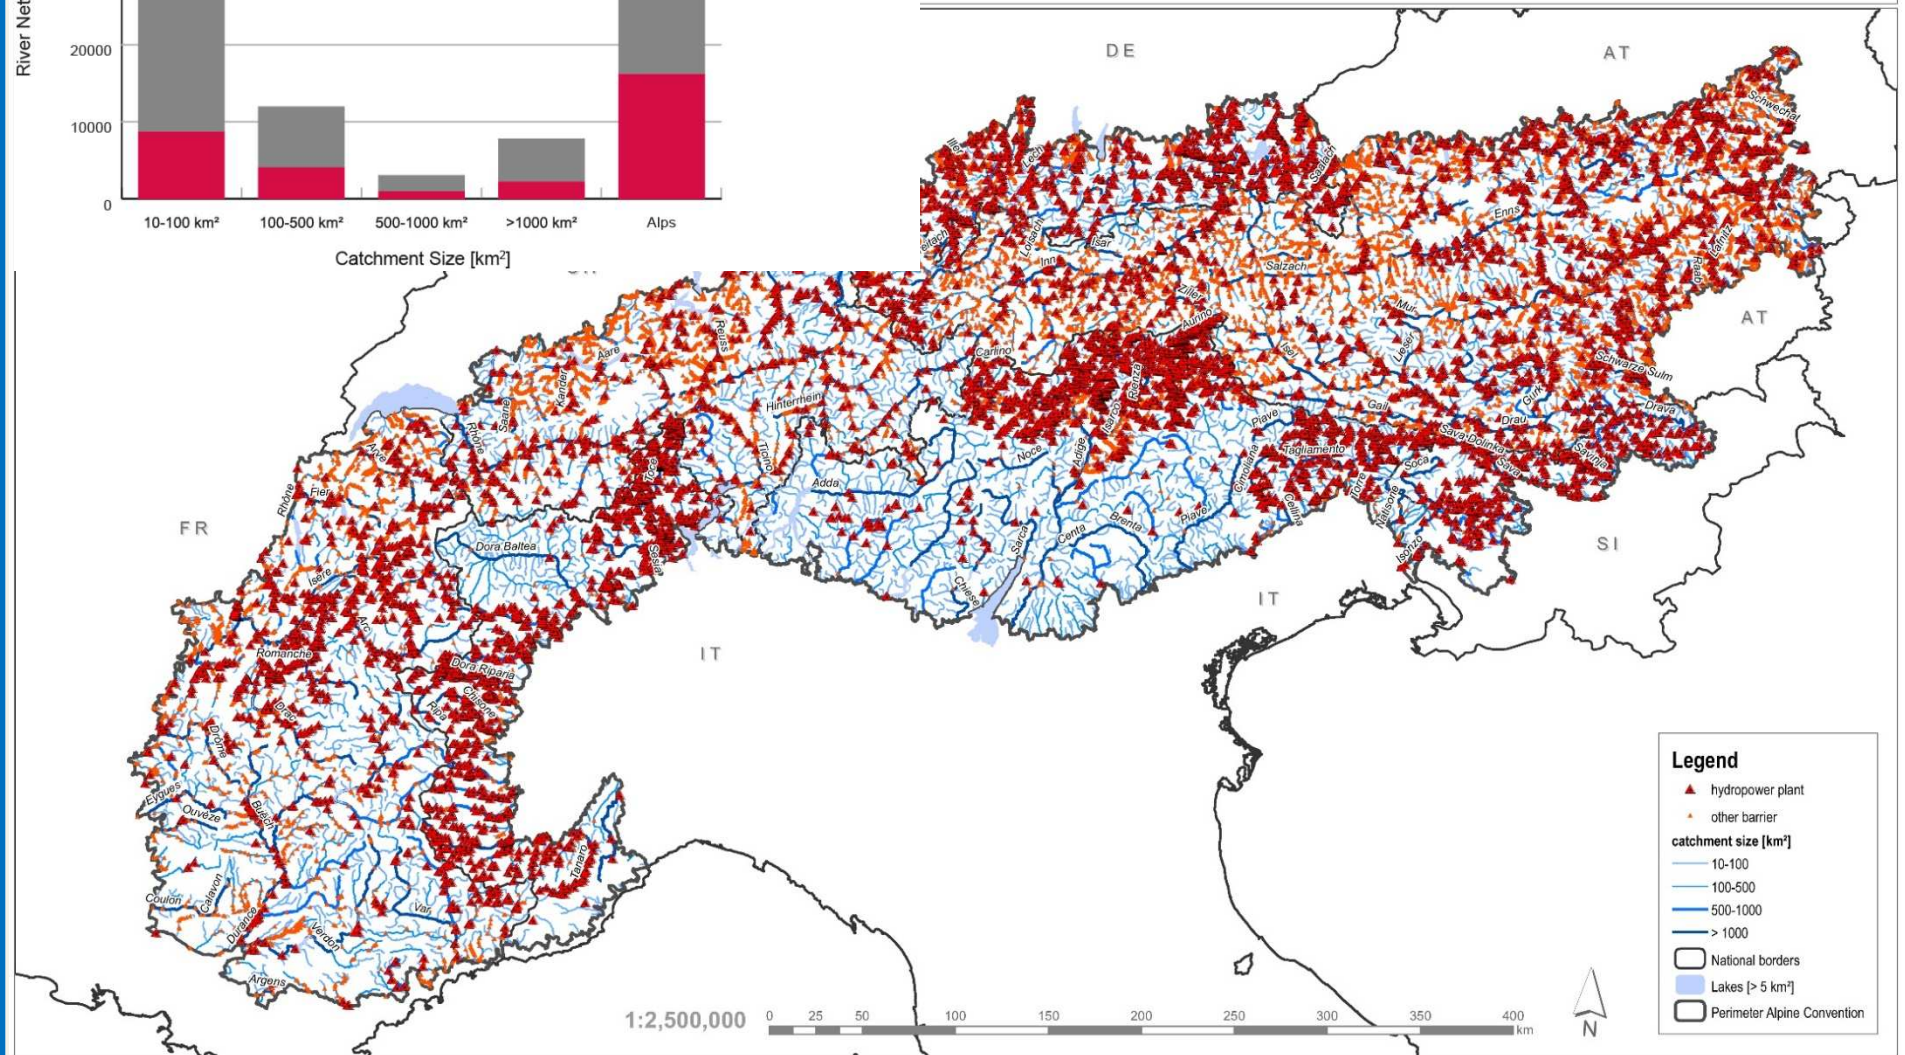 River Net
20000
10000
0
10-100 km²
100-500 km²
500-1000 km²
>1000 km²
Alps
Catchment Size [km²]
DE
AT
Schwechat
Iller
Lech
Saalach
Loisach
Isar
Enns
Lafnitz
Raab
Inn
Salzach
Ziller
Mur
AT
Aurino
Reuss
Aare
Carlino
Isel
Lieser
Schwarze Sulm
Kander
Rienza
Gurk
Saane
Hinterrhein
Isarzo
Piave
Gail
Drau
Drava
Rhône
Arve
Ticino
Toce
Noce
Adige
Cimoliana
Tagliamento
Sava Dolinka
Sava
Savinja
Soca
Rhône
Fier
Adda
Torre
Natisone
Cellina
FR
Dora Baltea
Sesia
Sarca
Centa
Brenta
Piave
Isonzo
SI
Isère
Chiese
IT
Arc
Romanche
Dora Riparia
IT
Chisone
Ripa
Drac
Drôme
Eygues
Ouvèze
Buëch
Tanaro
Coulon
Calavon
Var
Durance
Verdon
Argens
Legend
hydropower plant
other barrier
catchment size [km²]
10-100
100-500
500-1000
> 1000
National borders
Lakes [> 5 km²]
Perimeter Alpine Convention
1:2,500,000
0 25 50 100 150 200 250 300 350 400
km
N